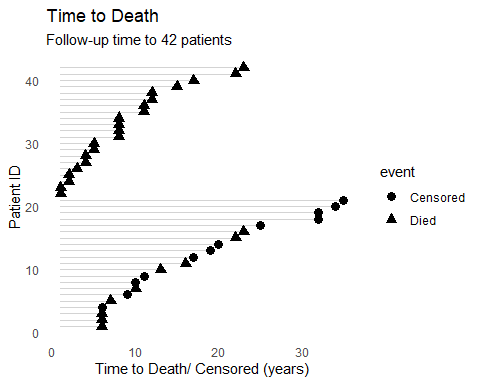 Time to Death
Follow-up time to 42 patients
40
30
20
10
0
Patient ID
0 10 20 30
Time to Death/ Censored (years)
event
Censored
Died